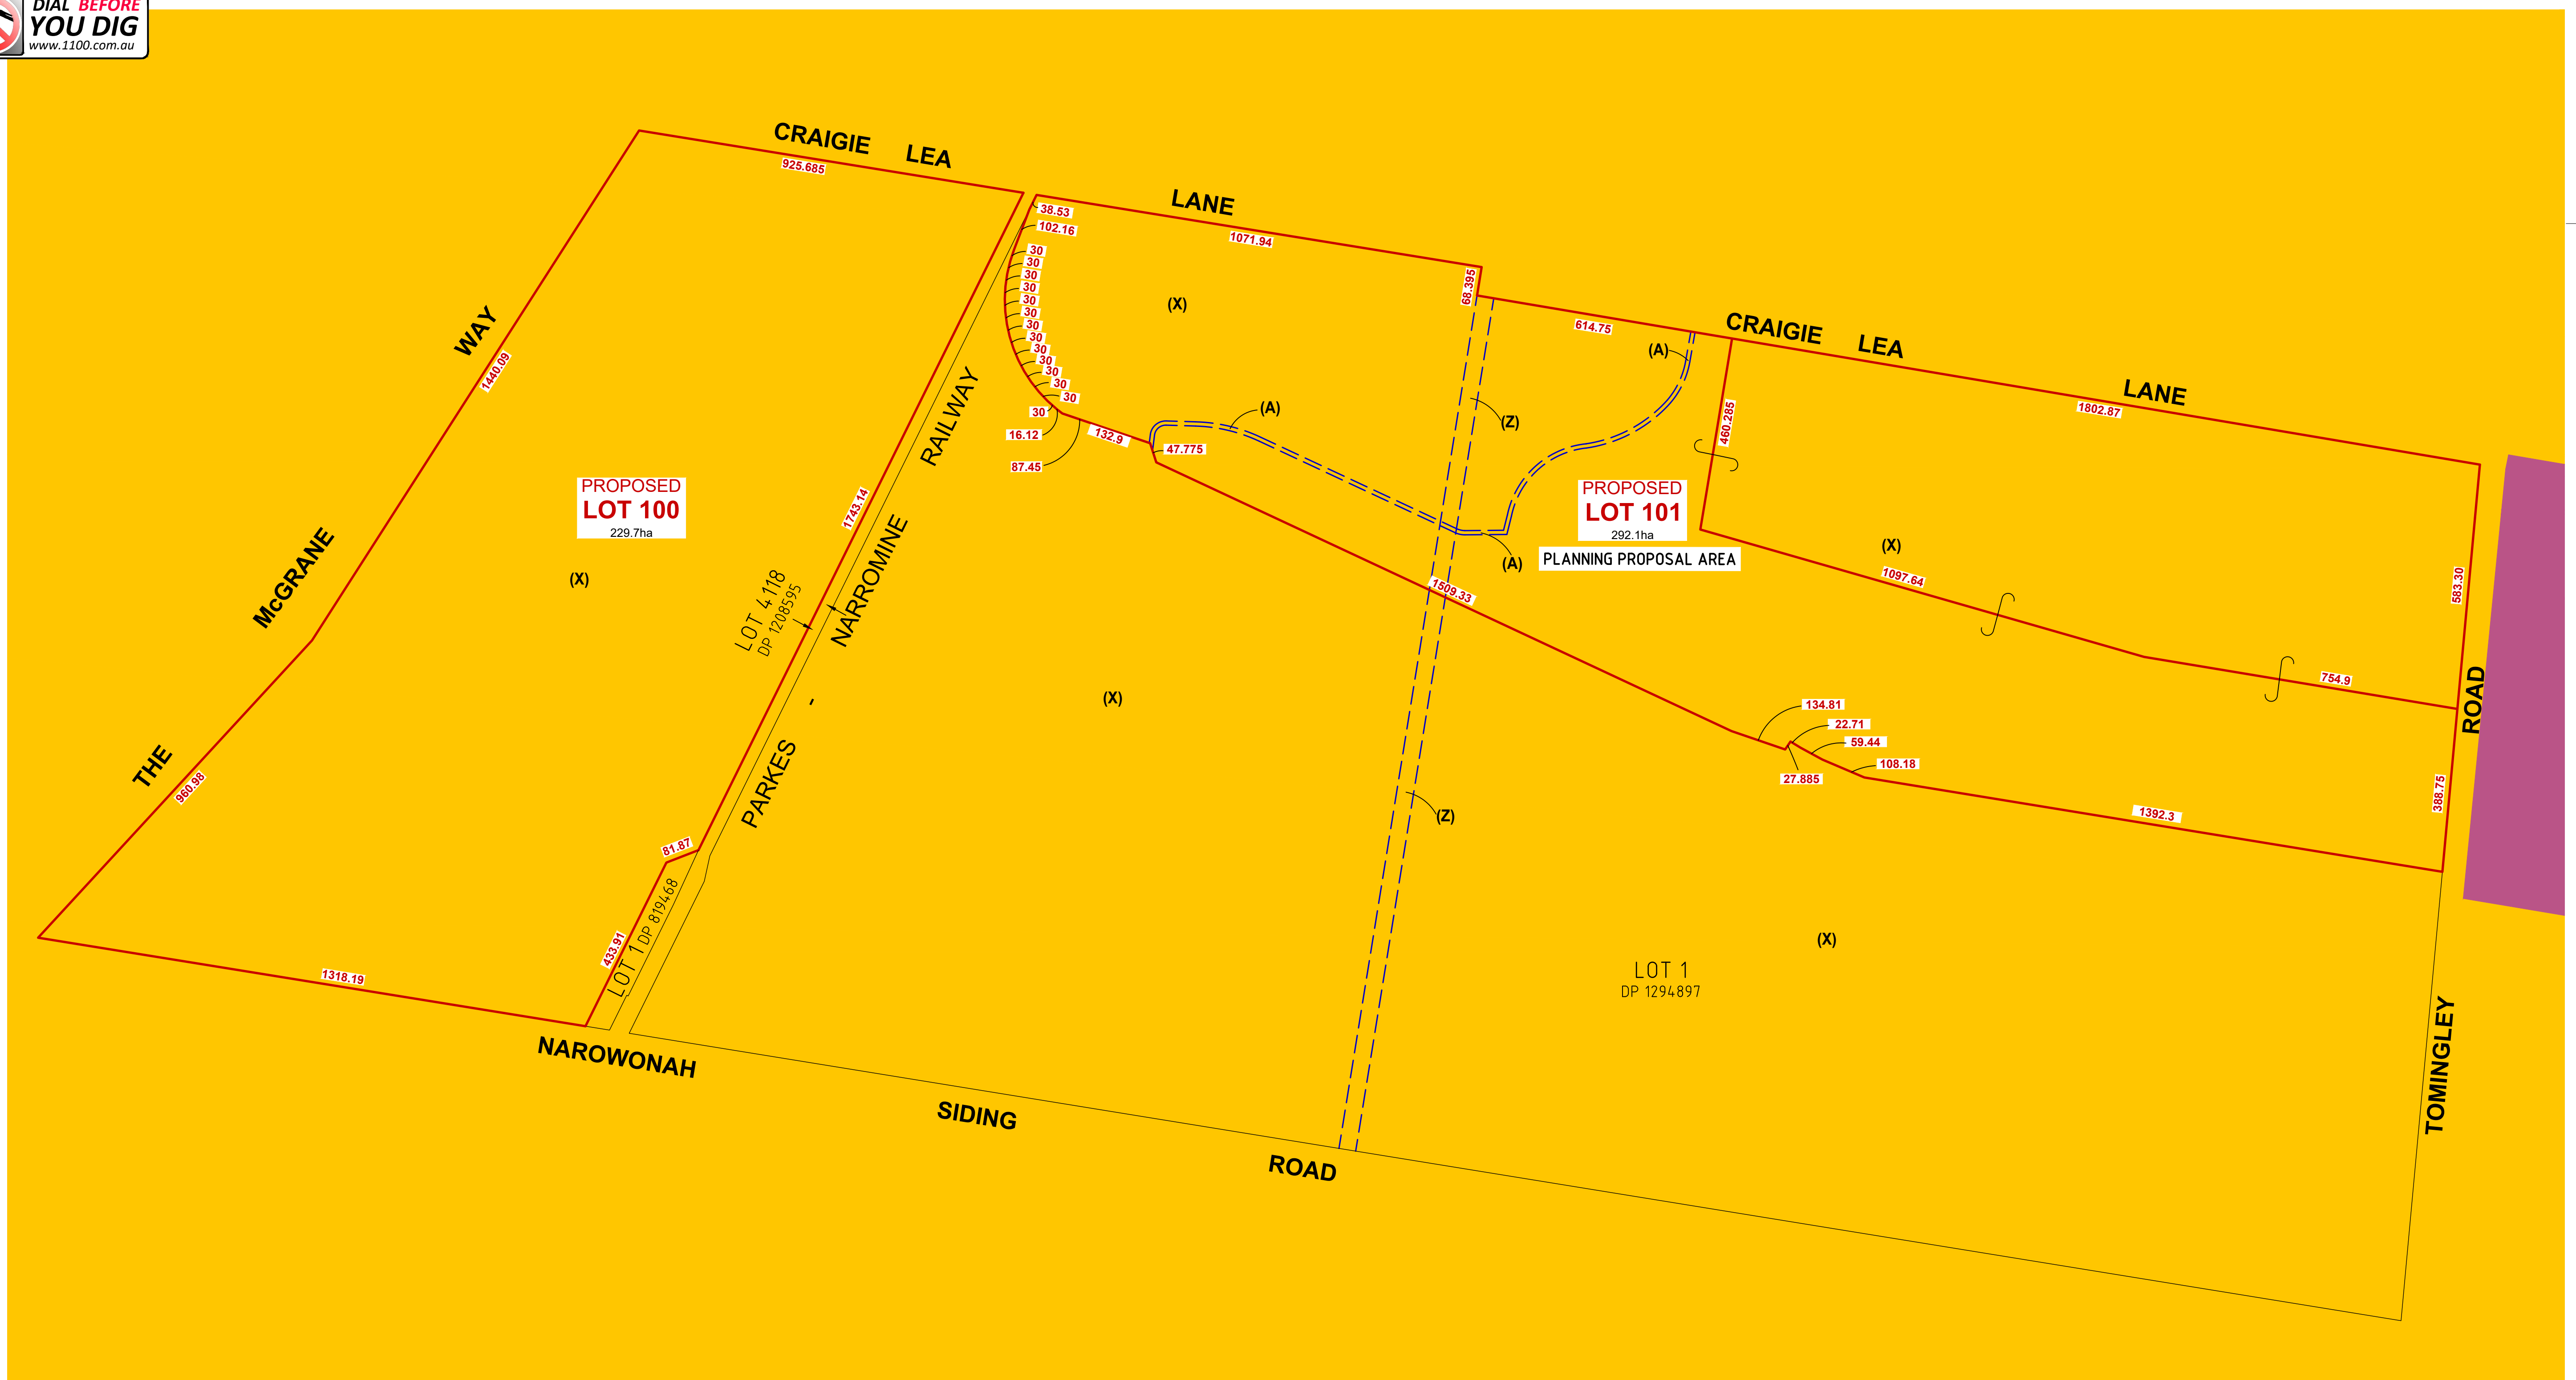 DIAL BEFORE
YOU DIG
www.1100.com.au
CRAIGIE LEA
925.685
LANE
38.53
102.16
1071.94
30
30
30
30
30
30
30
30
30
30
30
30
30
30
16.12
87.45
132.9
47.775
68.395
614.75
CRAIGIE LEA
LANE
1802.87
460.285
(X)
(A)
(A)
(Z)
(A)
WAY
1440.09
McGRANE
THE
960.98
PROPOSED
LOT 100
229.7ha
(X)
1743.14
RAILWAY
NARROMINE
-
PARKES
LOT 4118
DP 1208595
PROPOSED
LOT 101
292.1ha
PLANNING PROPOSAL AREA
(X)
1097.64
583.30
754.9
ROAD
1509.33
(X)
134.81
22.71
59.44
108.18
27.885
388.75
1392.3
(Z)
81.87
433.91
LOT 1 DP 819468
1318.19
(X)
LOT 1
DP 1294897
NAROWONAH
SIDING
ROAD
TOMINGLEY